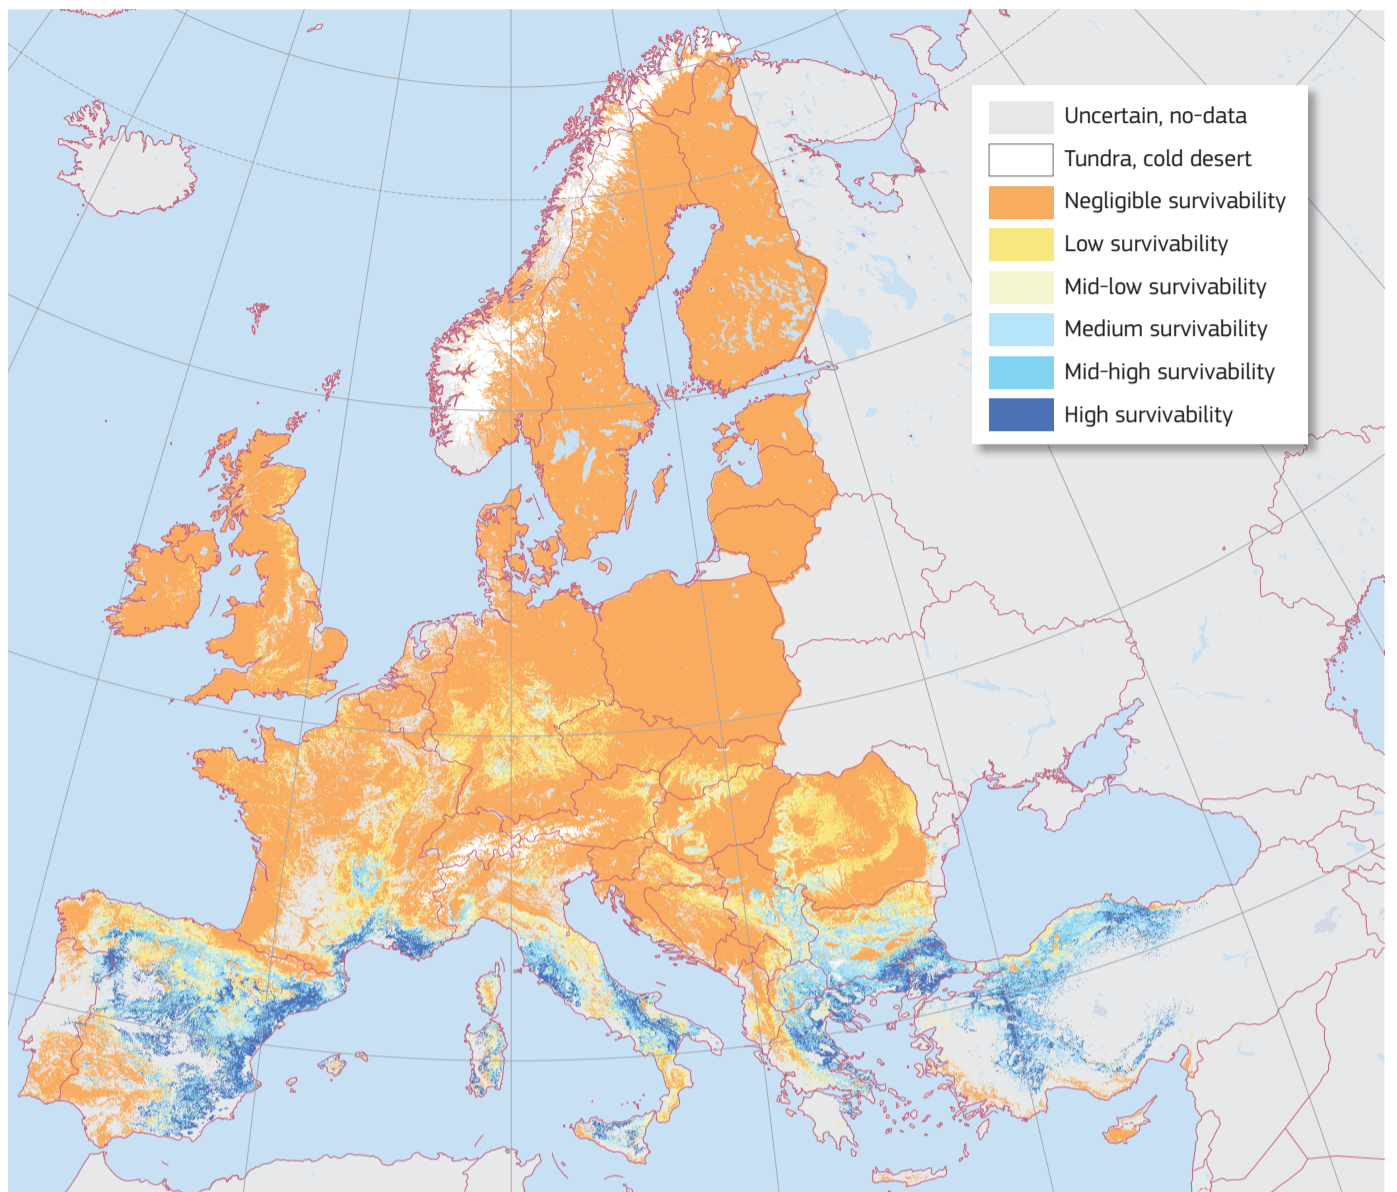 Uncertain, no-data
Tundra, cold desert
Negligible survivability
Low survivability
Mid-low survivability
Medium survivability
Mid-high survivability
High survivability